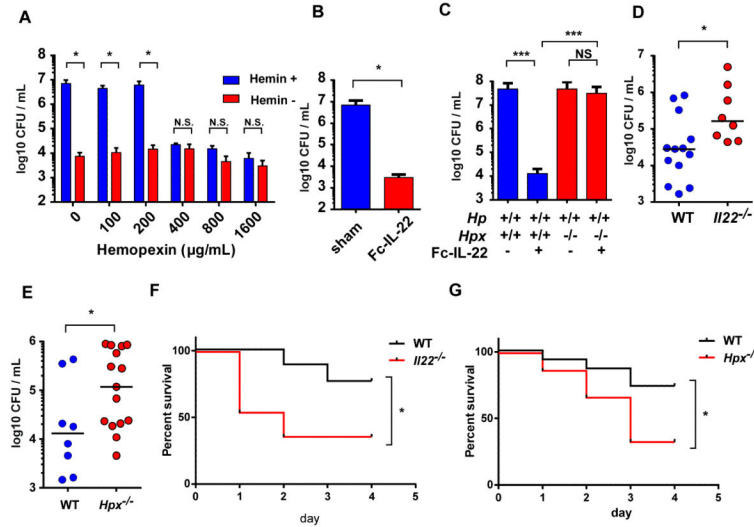 A
B
C
D
* * *
Hemin +
Hemin -
N.S. N.S. N.S.
log10 CFU / mL
9
8
7
6
5
4
3
2
0 100 200 400 800 1600
Hemopexin (μg/mL)
*
log10 CFU / mL
9
8
7
6
5
4
3
2
sham Fc-IL-22
***
*** NS
log10 CFU / mL
8
7
6
5
4
3
Hp +/+ +/+ +/+ +/+
Hpx +/+ +/+ -/- -/-
Fc-IL-22 - + - +
*
log10 CFU / mL
7
6
5
4
3
WT Il22-/-
E
F
G
*
log10 CFU / mL
6
5
4
3
WT Hpx-/-
WT
Il22-/-
*
Percent survival
100
50
0
0 1 2 3 4 5
day
WT
Hpx-/
*
Percent survival
100
50
0
0 1 2 3 4 5
day